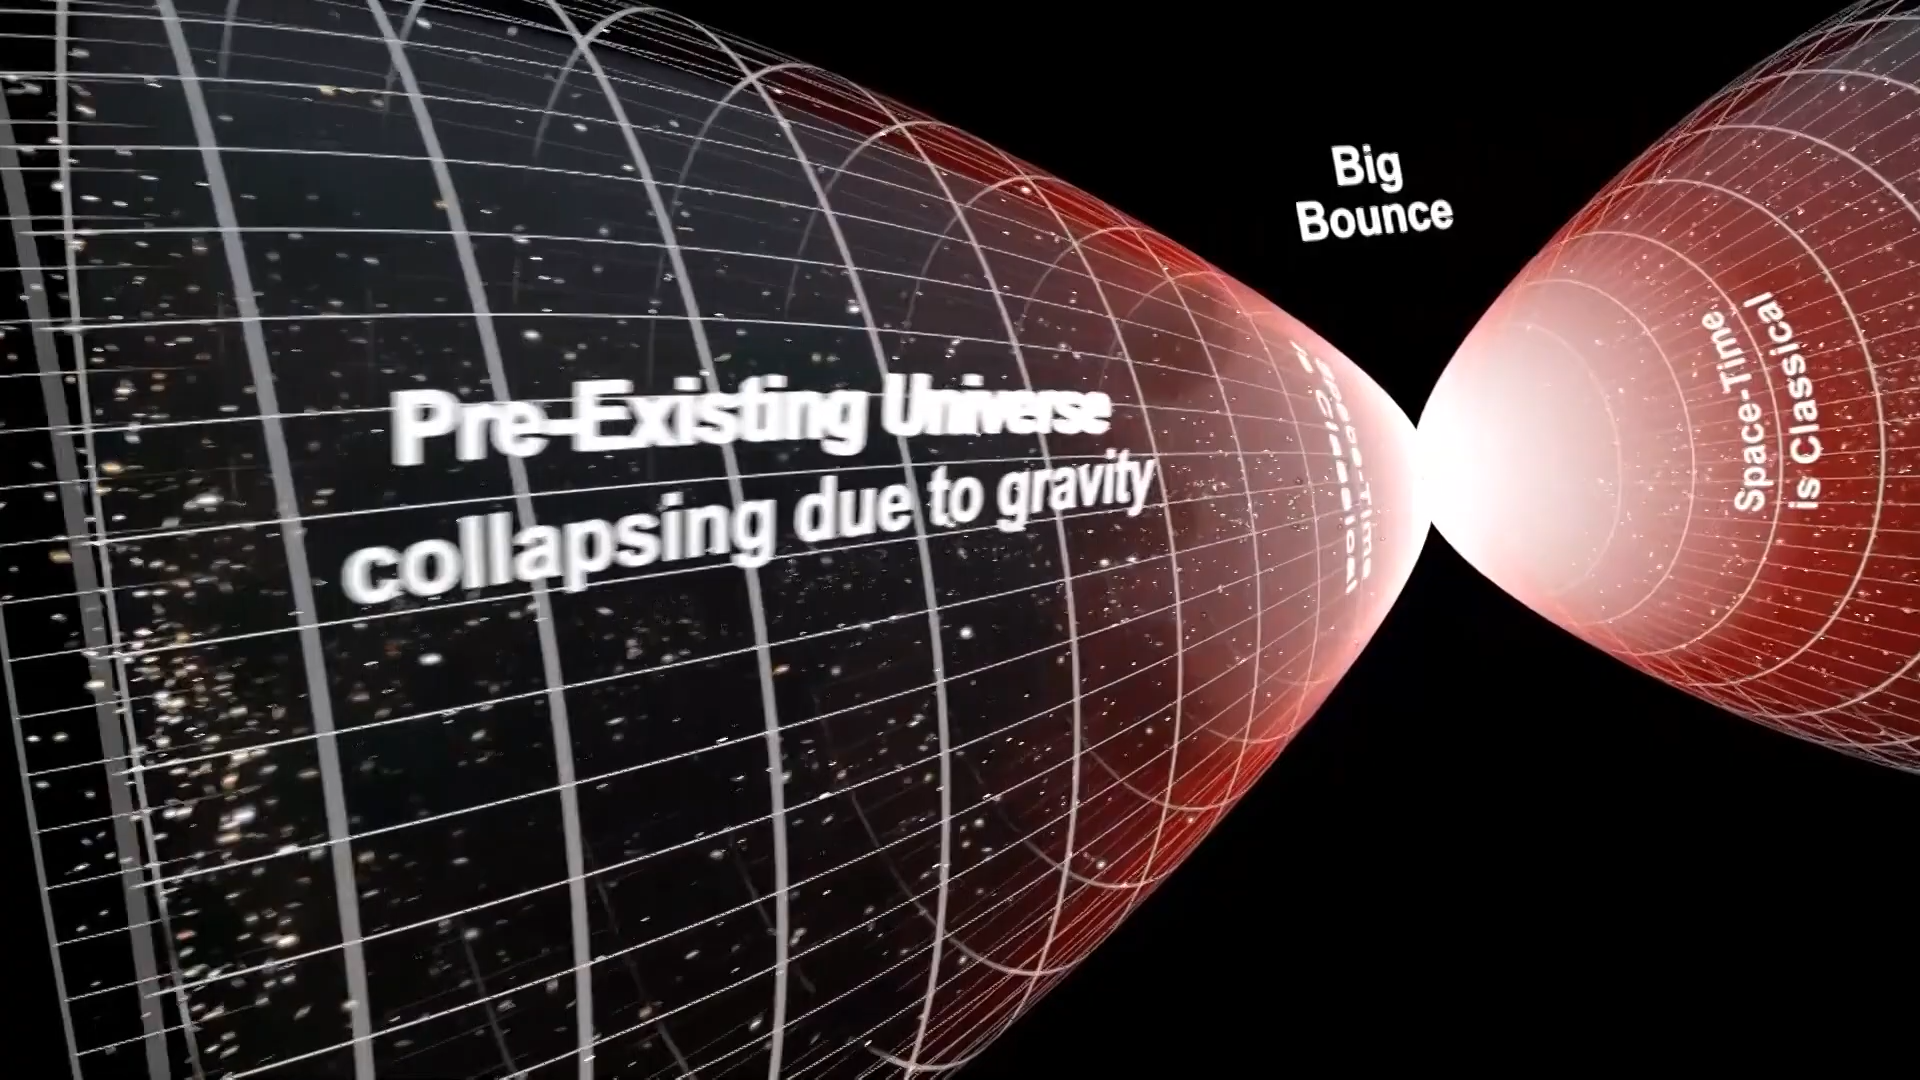 Pre-Existing Universe
collapsing due to gravity
Big
Bounce
Space-Time
is Classical